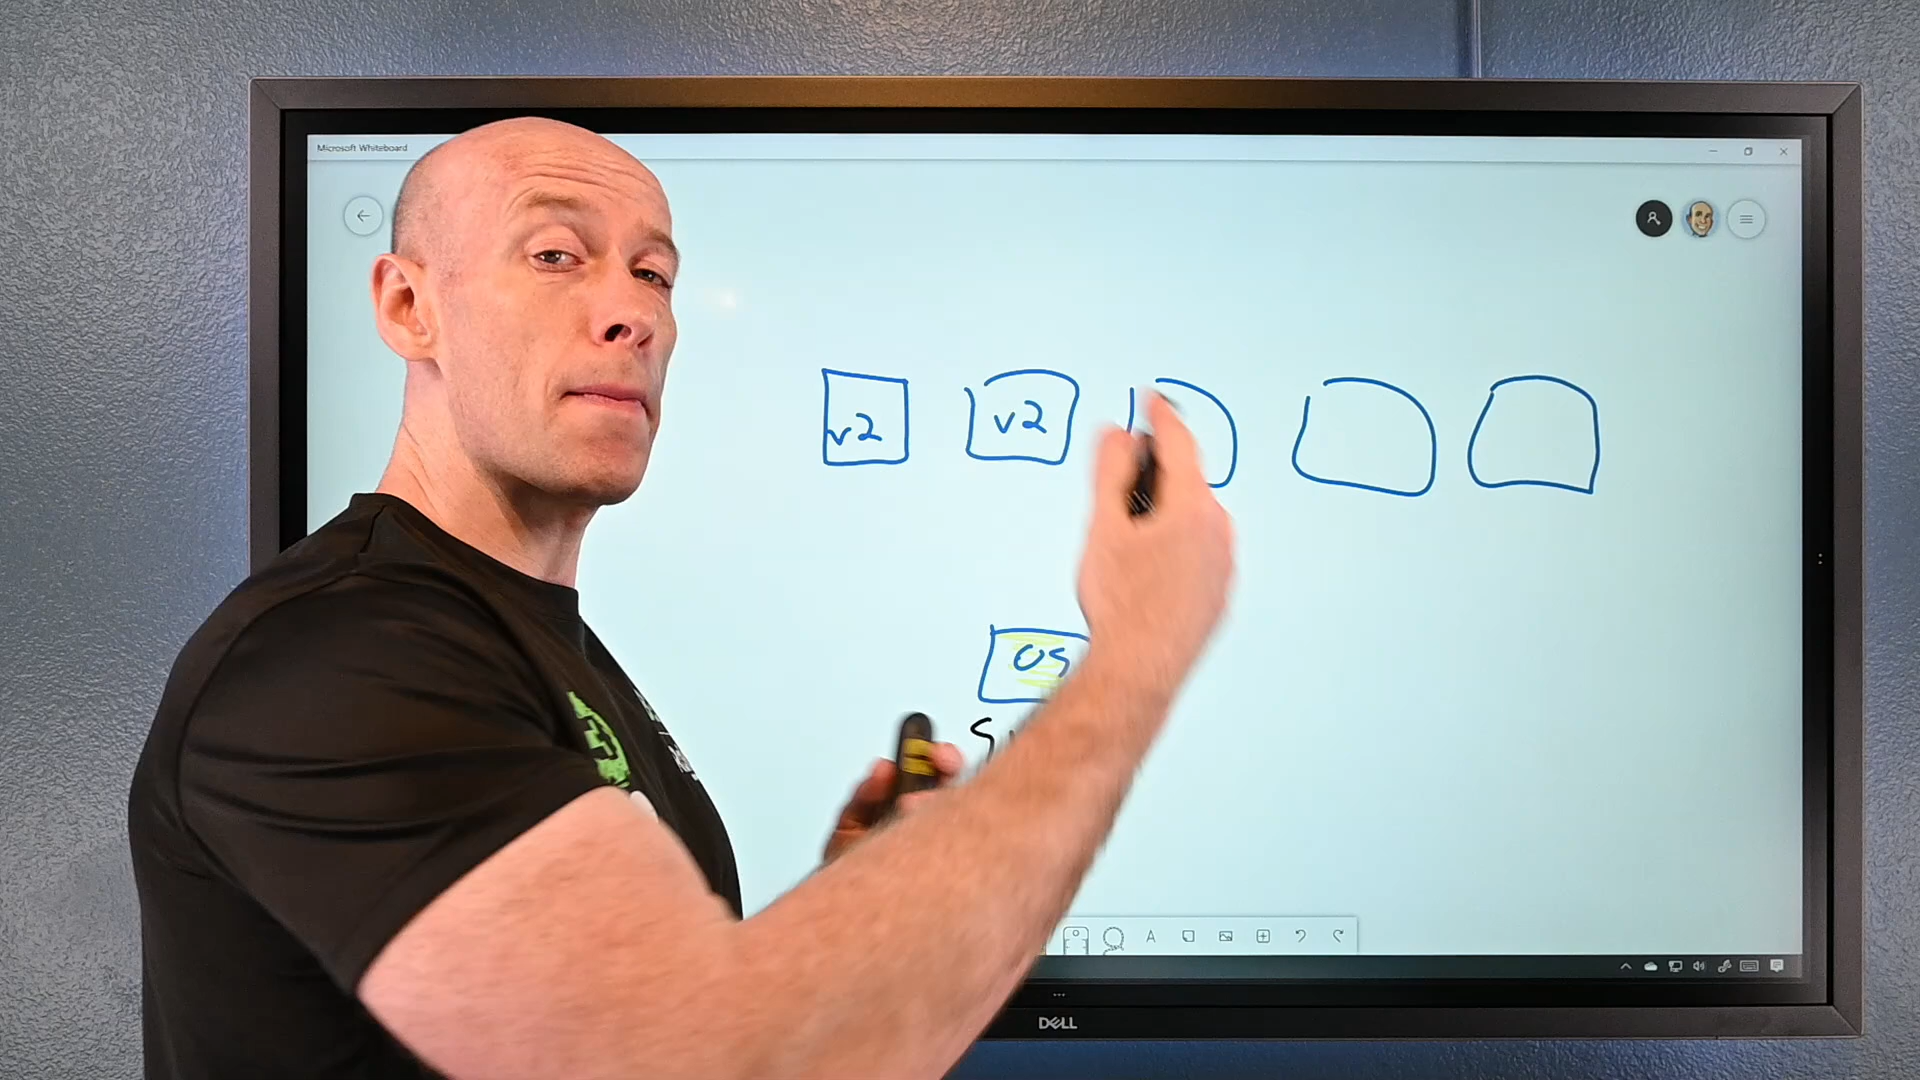 Microsoft Whiteboard
v2
v2
OS
A
DELL